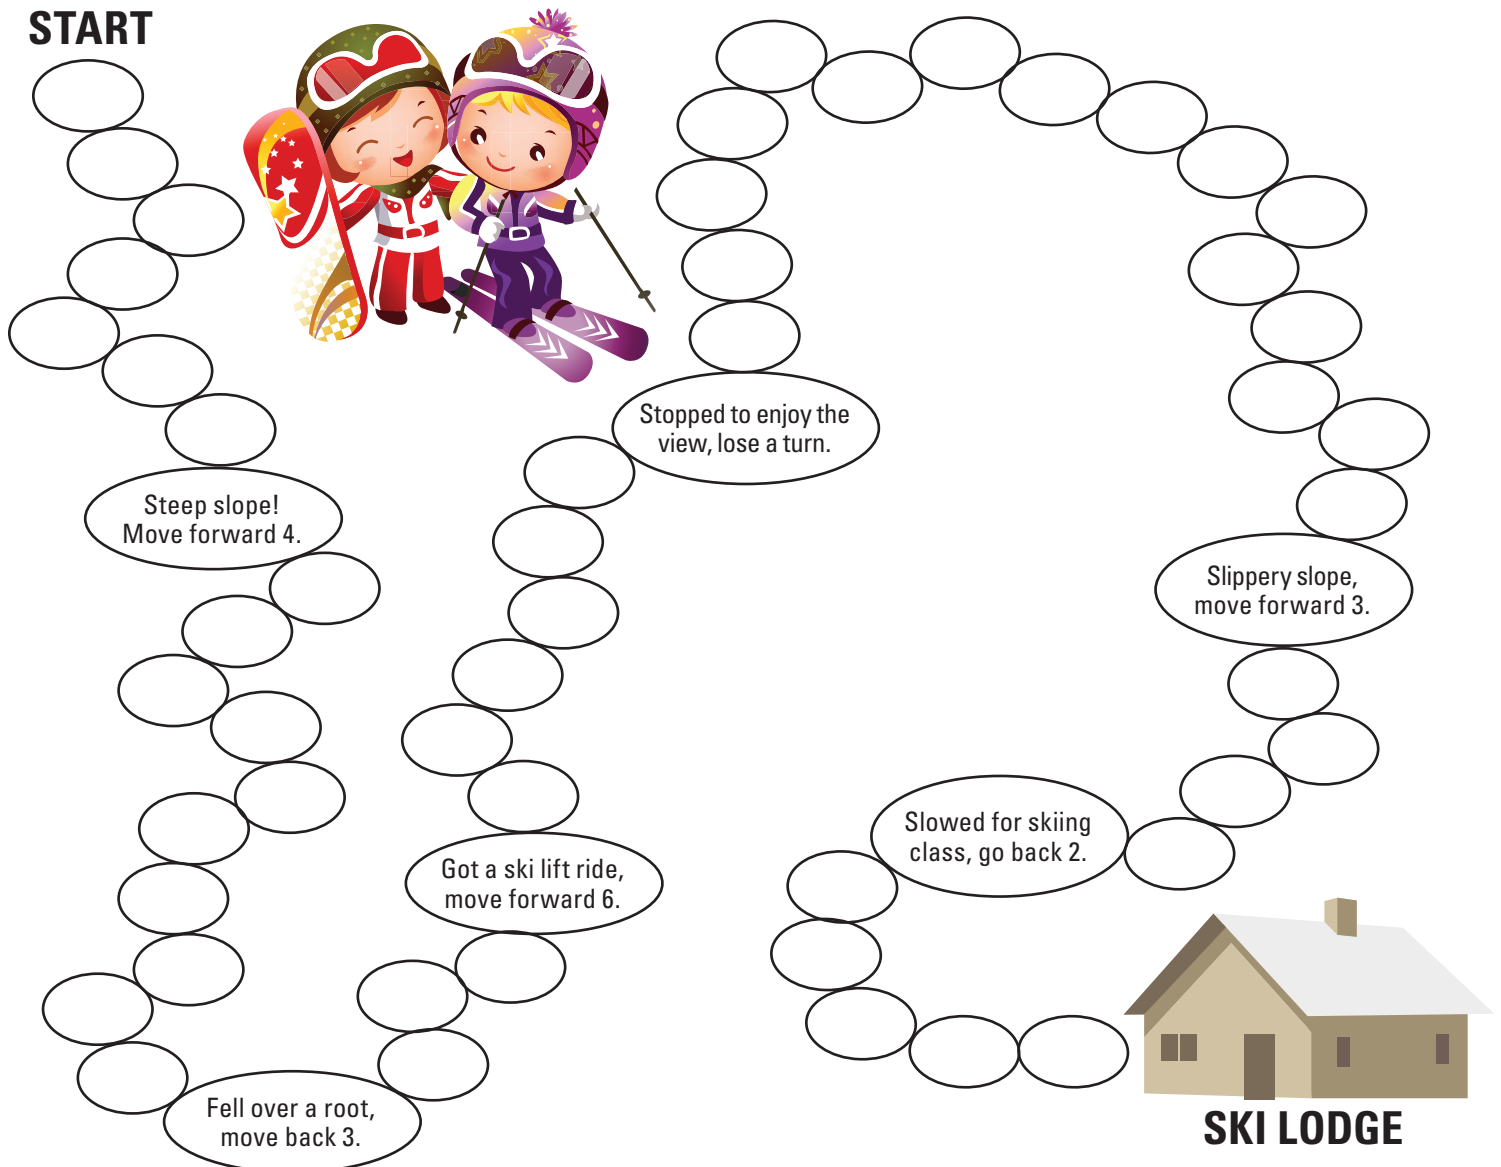 START
Steep slope!
Move forward 4.
Fell over a root,
move back 3.
Got a ski lift ride,
move forward 6.
Stopped to enjoy the
view, lose a turn.
Slippery slope,
move forward 3.
Slowed for skiing
class, go back 2.
SKI LODGE